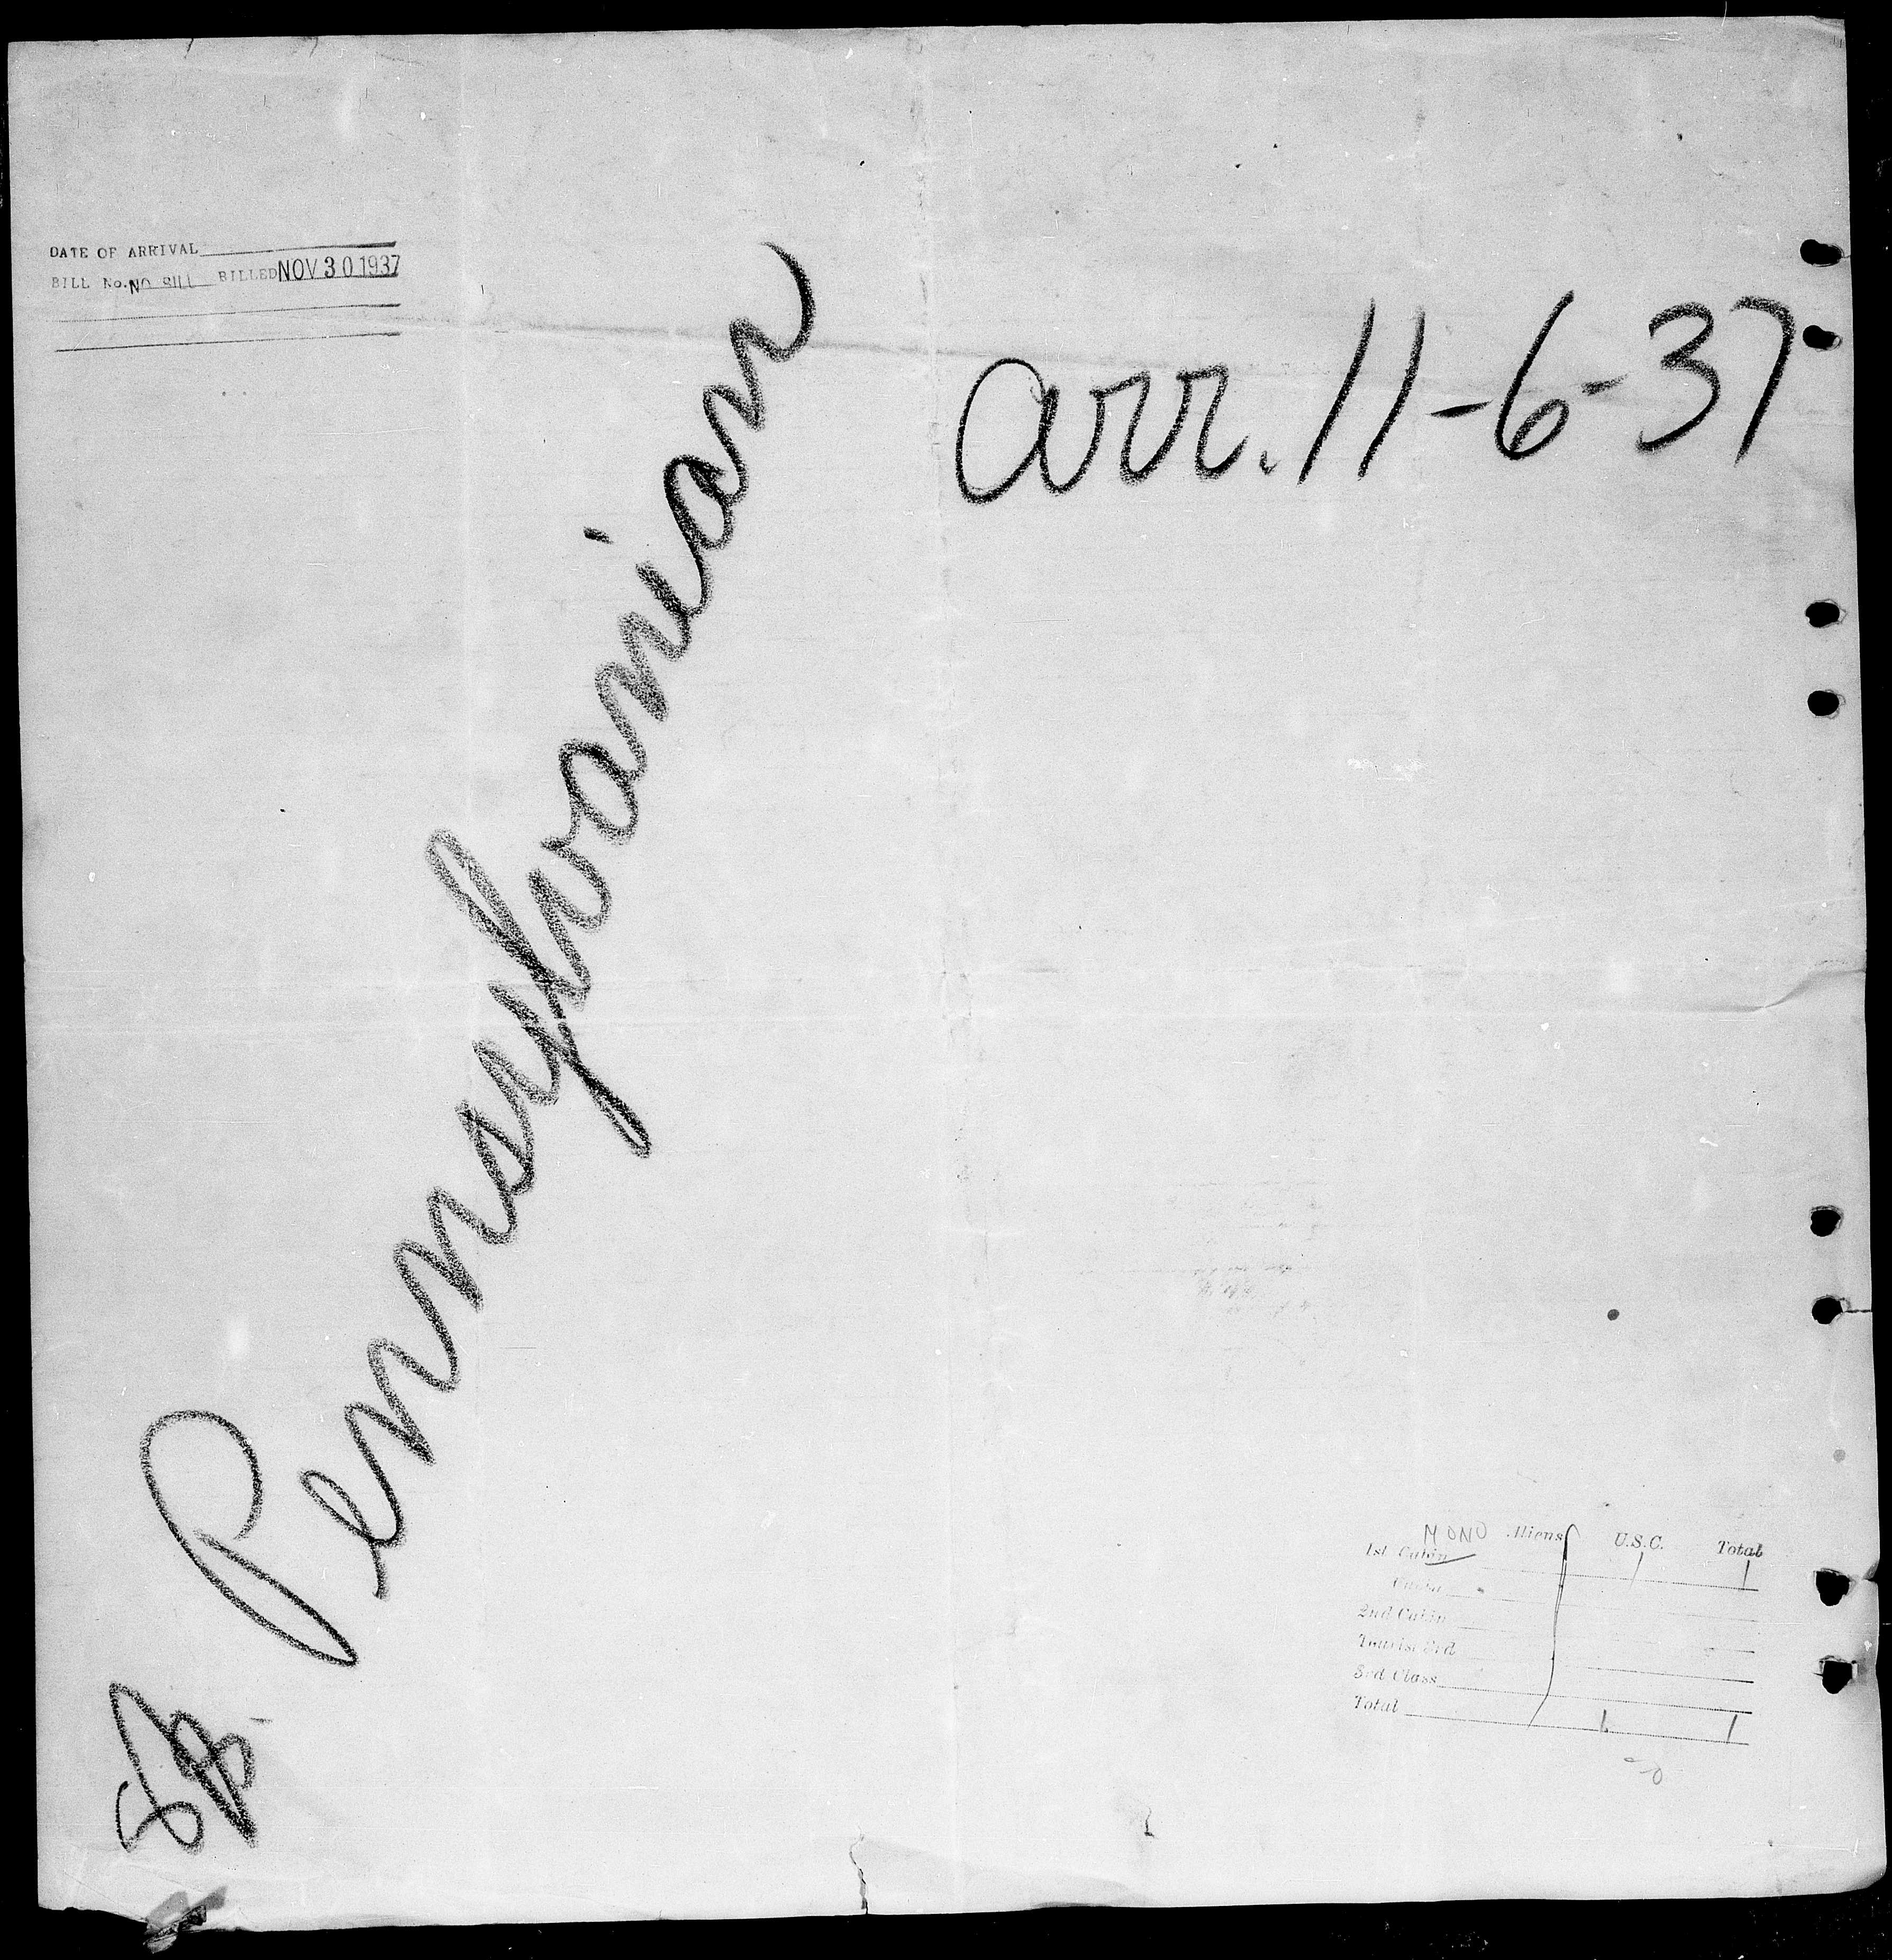 DATE OF ARRIVAL
BILL No. NO BILL BILLED NOV 30 1937
arr. 11-6-37
SS. Pennsylvanian
MONO Aliens U.S.C. Total
1st Cabin 1 1
2nd Cabin
Tourist 3rd
3rd Class
Total 1 1